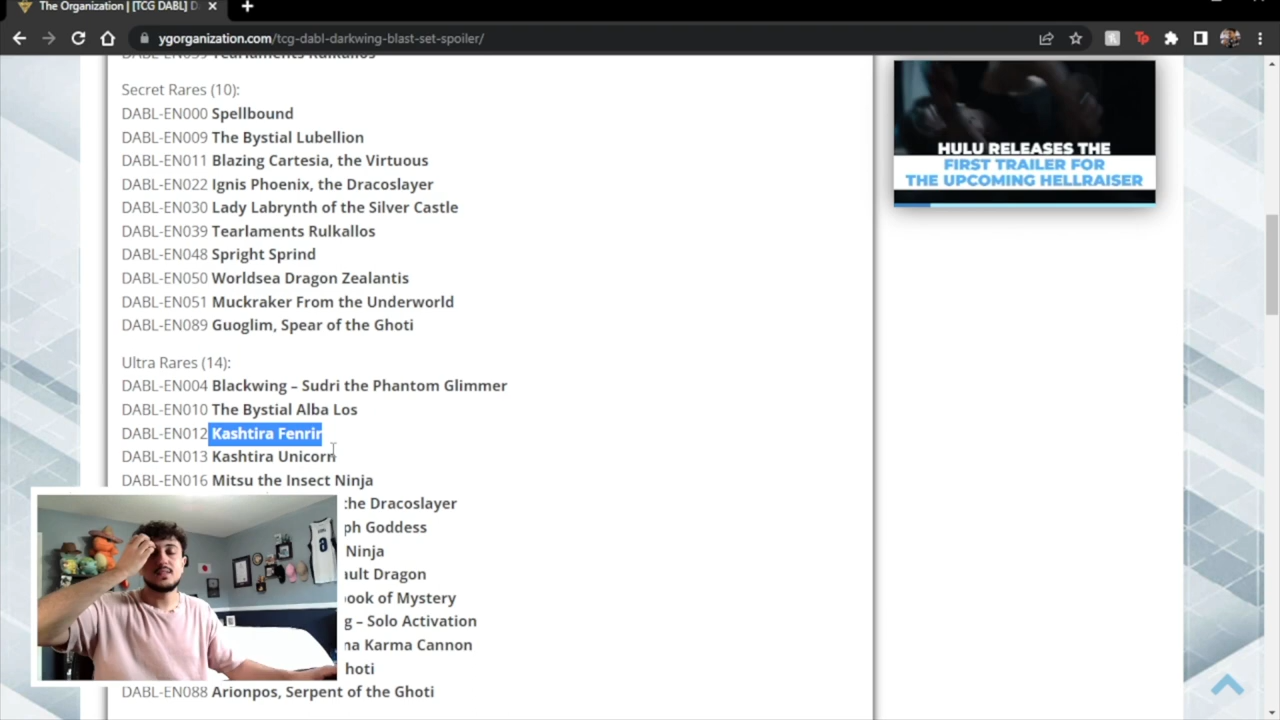 The Organization | [TCG DABL] D
ygorganization.com/tcg-dabl-darkwing-blast-set-spoiler/
Tearlaments Rulkallos
Secret Rares (10):
DABL-EN000 Spellbound
DABL-EN009 The Bystial Lubellion
DABL-EN011 Blazing Cartesia, the Virtuous
DABL-EN022 Ignis Phoenix, the Dracoslayer
DABL-EN030 Lady Labrynth of the Silver Castle
DABL-EN039 Tearlaments Rulkallos
DABL-EN048 Spright Sprind
DABL-EN050 Worldsea Dragon Zealantis
DABL-EN051 Muckraker From the Underworld
DABL-EN089 Guoglim, Spear of the Ghoti
Ultra Rares (14):
DABL-EN004 Blackwing – Sudri the Phantom Glimmer
DABL-EN010 The Bystial Alba Los
DABL-EN012 Kashtira Fenrir
DABL-EN013 Kashtira Unicorn
DABL-EN016 Mitsu the Insect Ninja
the Dracoslayer
ph Goddess
Ninja
ault Dragon
book of Mystery
g – Solo Activation
na Karma Cannon
hoti
DABL-EN088 Arionpos, Serpent of the Ghoti
HULU RELEASES THE
FIRST TRAILER FOR
THE UPCOMING HELLRAISER